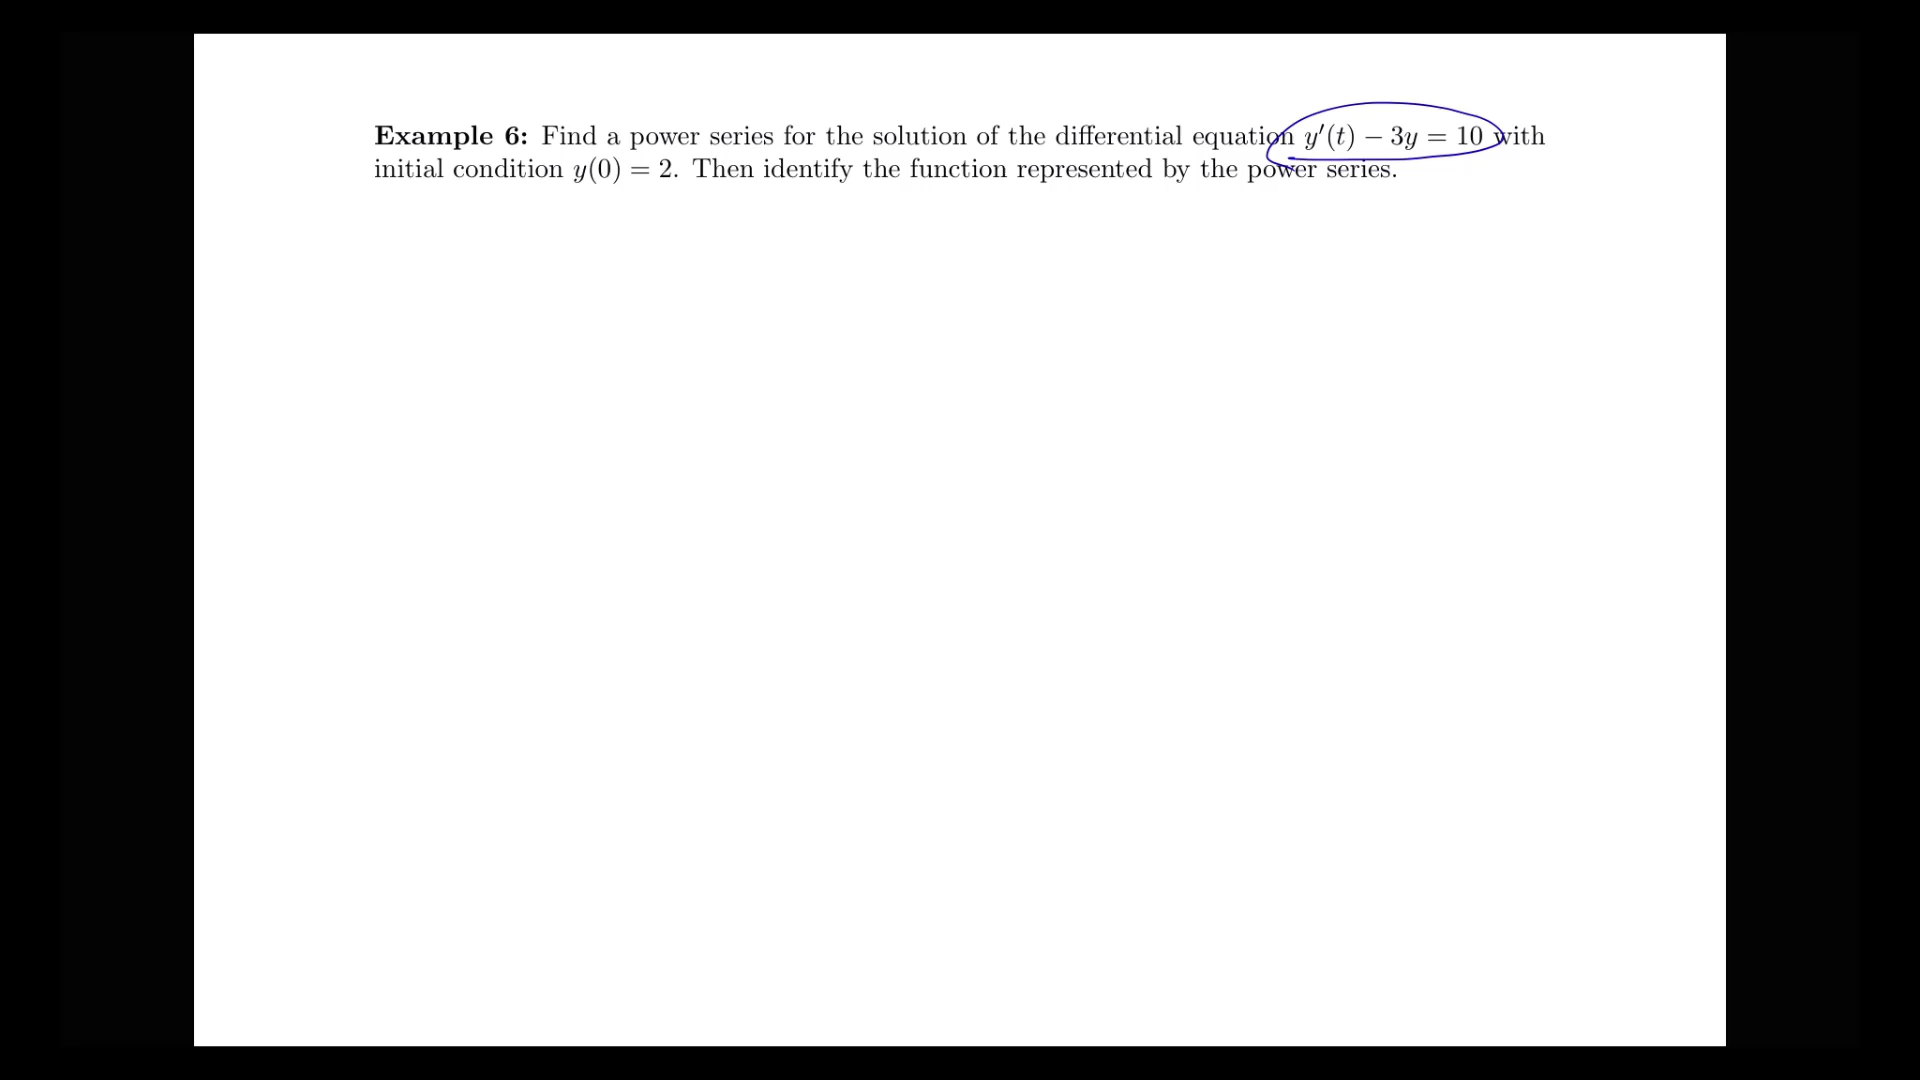 Example 6: Find a power series for the solution of the differential equation y′(t) − 3y = 10 with
initial condition y(0) = 2. Then identify the function represented by the power series.